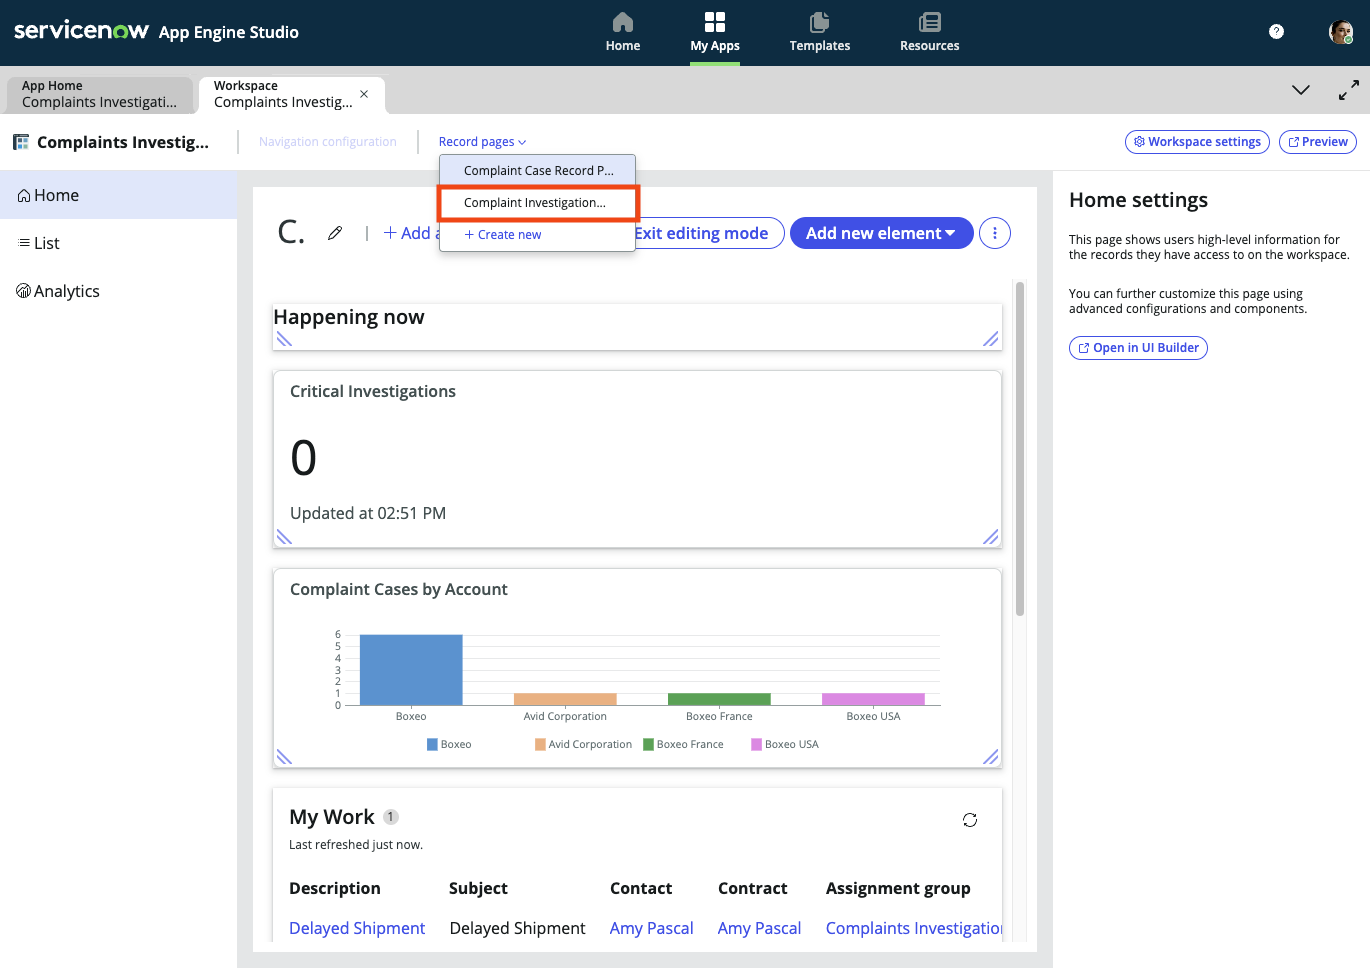 servicenow App Engine Studio
Home
My Apps
Templates
Resources
?
App Home
Complaints Investigati...
Workspace
Complaints Investig...
Complaints Investig...
Navigation configuration
Record pages
Workspace settings
Preview
Complaint Case Record P...
Complaint Investigation...
+ Create new
Home
List
Analytics
C.
+ Add a
Exit editing mode
Add new element
Happening now
Critical Investigations
0
Updated at 02:51 PM
Complaint Cases by Account
6
5
4
3
2
1
0
Boxeo
Avid Corporation
Boxeo France
Boxeo USA
Boxeo
Avid Corporation
Boxeo France
Boxeo USA
My Work 1
Last refreshed just now.
Description Subject Contact Contract Assignment group
Delayed Shipment Delayed Shipment Amy Pascal Amy Pascal Complaints Investigation
Home settings
This page shows users high-level information for
the records they have access to on the workspace.
You can further customize this page using
advanced configurations and components.
Open in UI Builder